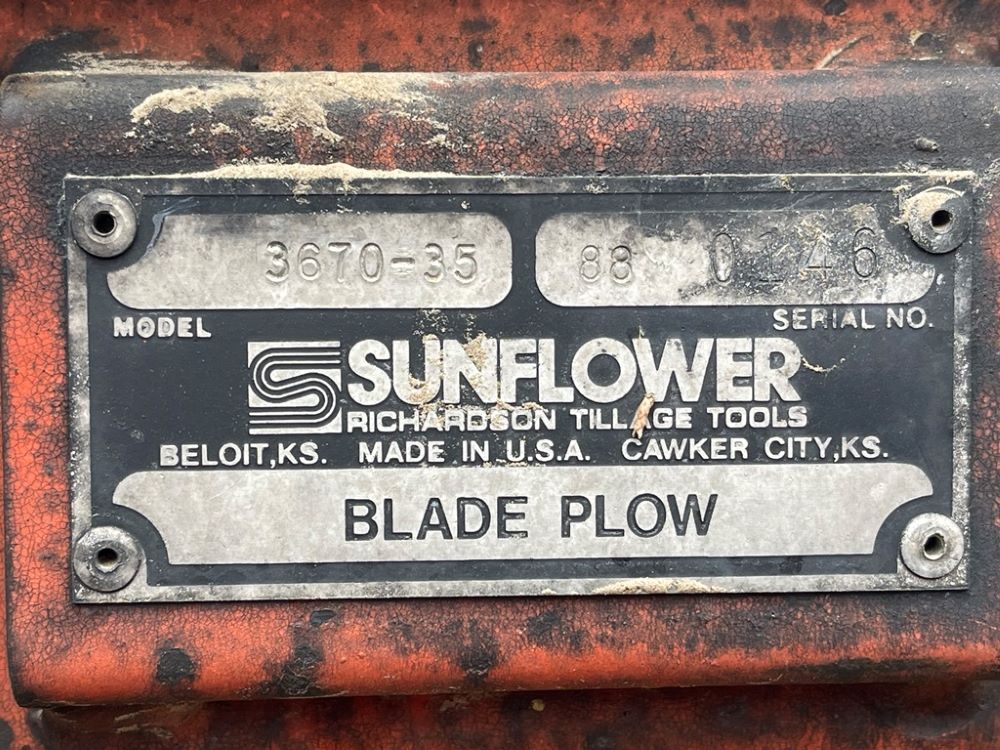 3670-35 88 0146
MODEL SERIAL NO.
SUNFLOWER
RICHARDSON TILLAGE TOOLS
BELOIT,KS. MADE IN U.S.A. CAWKER CITY,KS.
BLADE PLOW